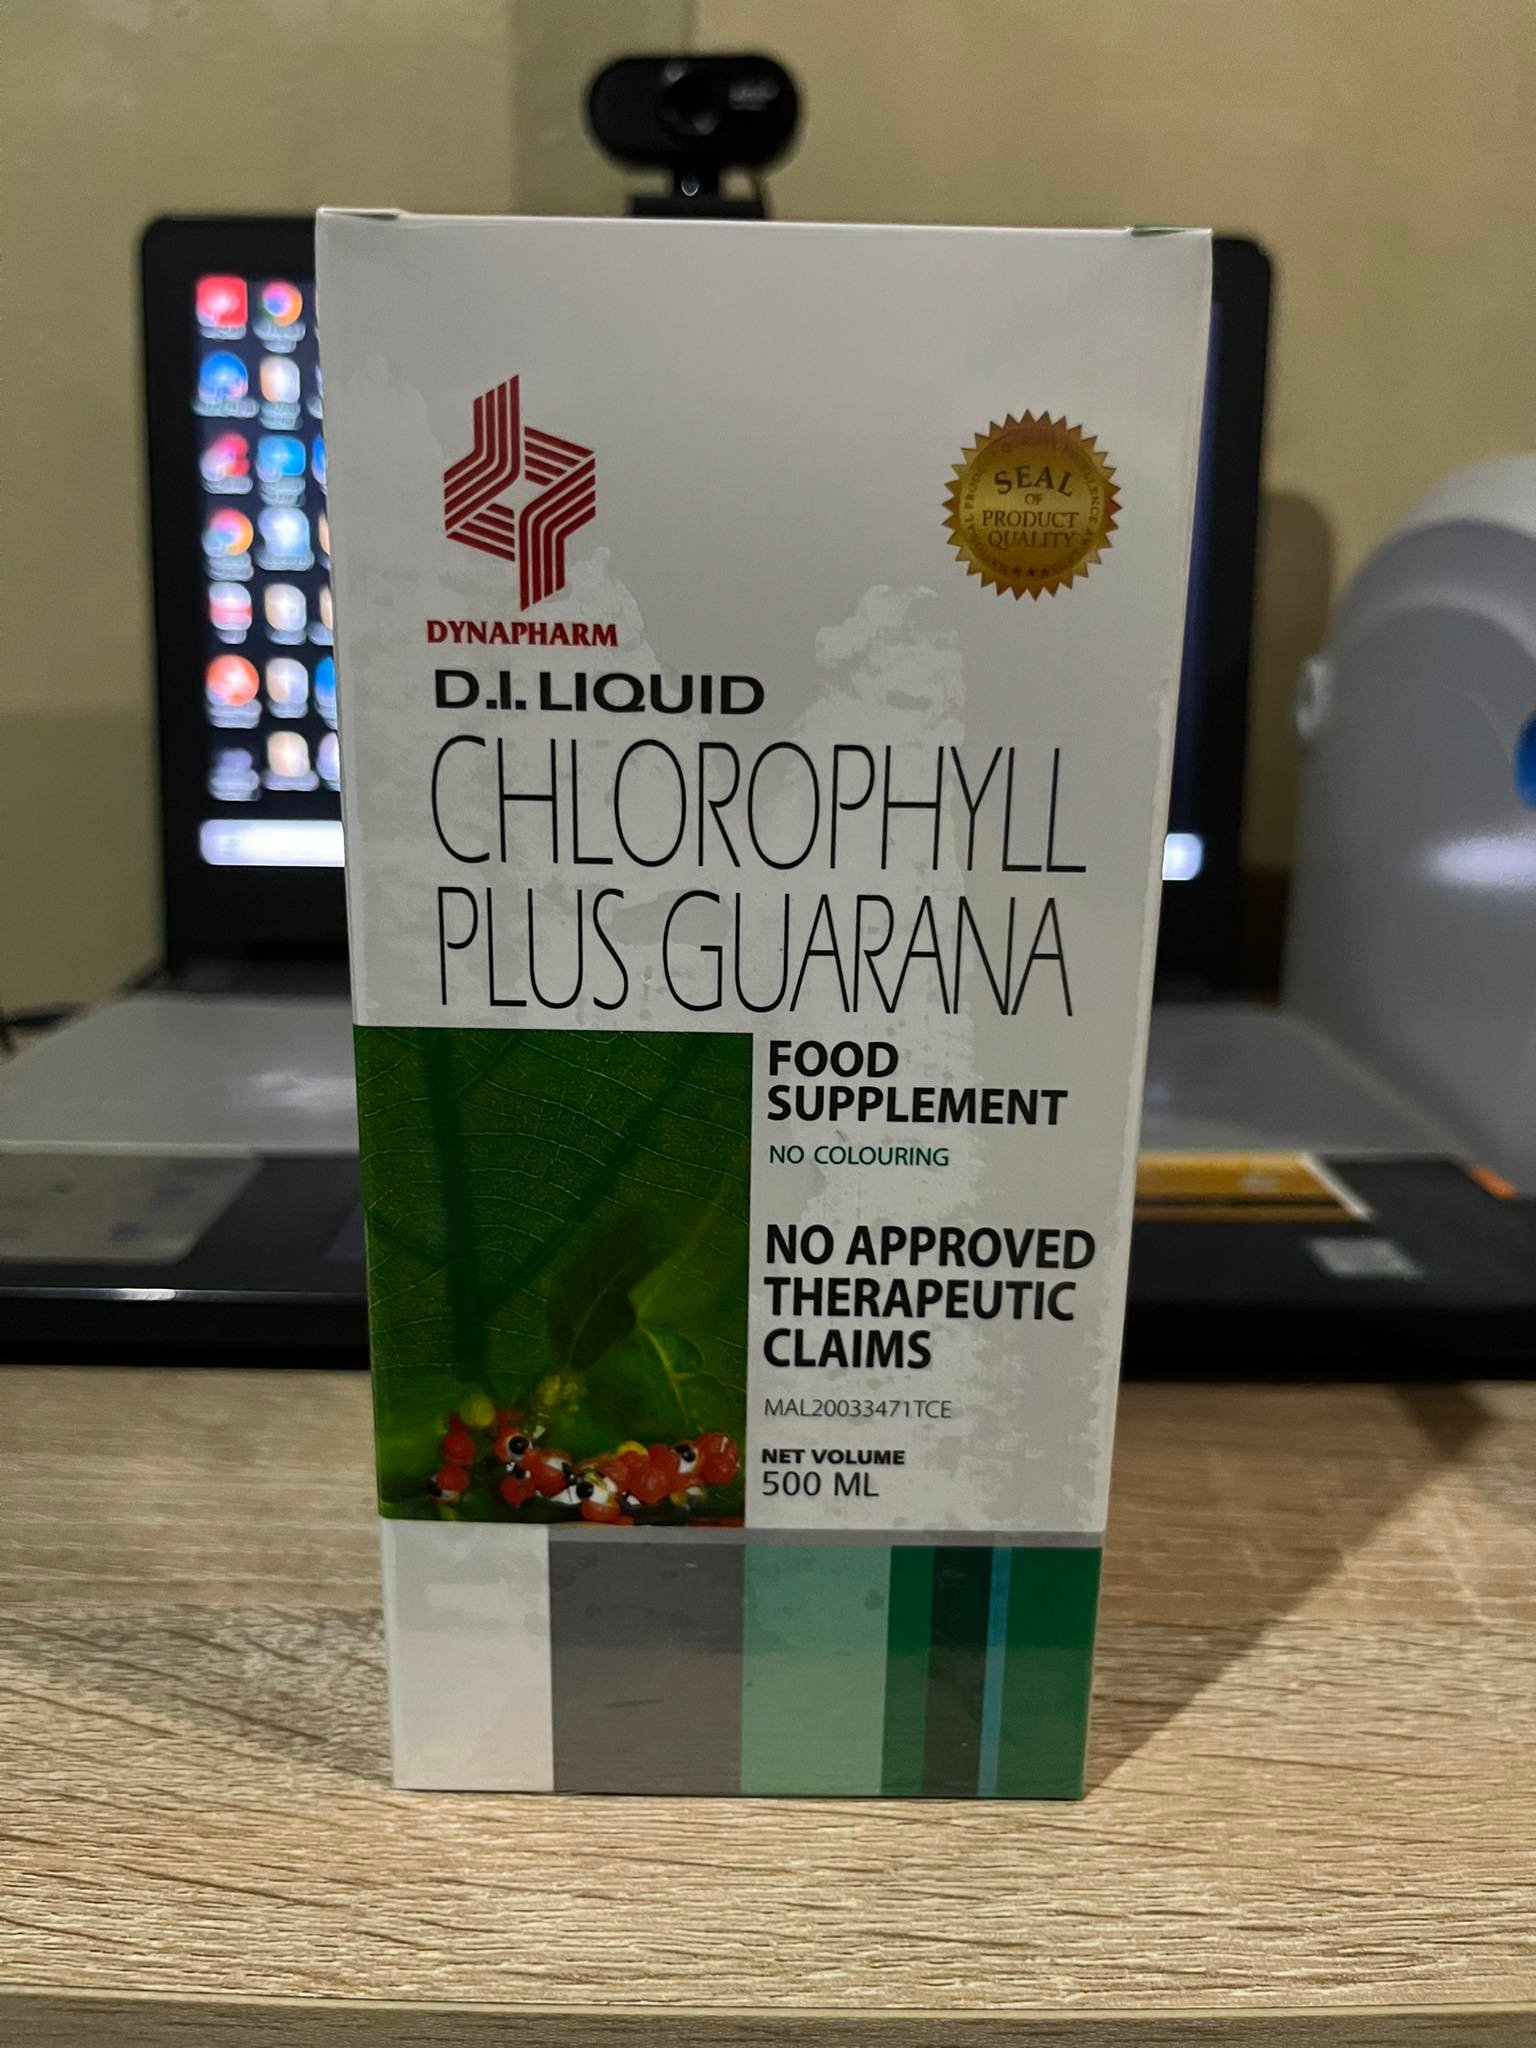 DYNAPHARM
SEAL
OF
PRODUCT
QUALITY
D.I. LIQUID
CHLOROPHYLL
PLUS GUARANA
FOOD
SUPPLEMENT
NO COLOURING
NO APPROVED
THERAPEUTIC
CLAIMS
MAL20033471TCE
NET VOLUME
500 ML